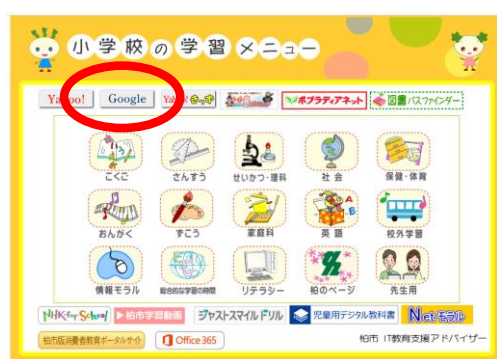 小学校の学習メニュー
Yahoo! Google Yahoo!きっず ポプラディアネット 図書パスファインダー
こくご さんすう せいかつ・理科 社会 保健・体育
おんがく ずこう 家庭科 英語 校外学習
情報モラル 総合的な学習の時間 リテラシー 柏のページ 先生用
NHK for School 柏市学習動画 ジャストスマイルドリル 児童用デジタル教科書 Netモラル
柏市版消費者教育ポータルサイト Office 365 柏市 IT教育支援アドバイザー